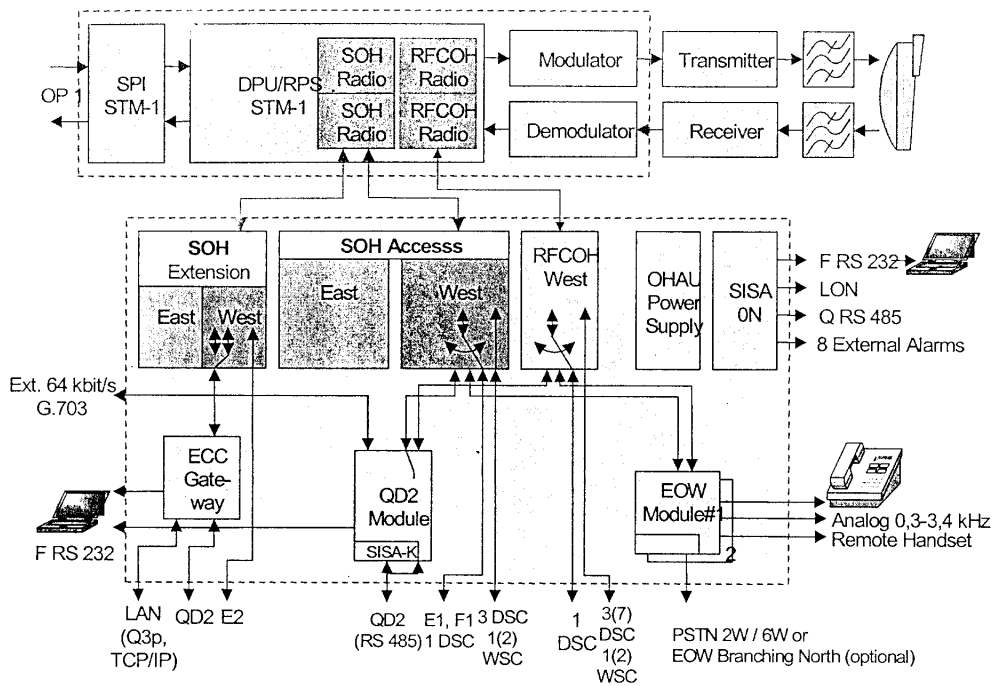 OP 1
SPI
STM-1
DPU/RPS
STM-1
SOH
Radio
RFCOH
Radio
SOH
Radio
RFCOH
Radio
Modulator
Demodulator
Transmitter
Receiver
SOH
Extension
East
West
SOH Accesss
East
West
RFCOH
West
OHAU
Power
Supply
SISA
0N
F RS 232
LON
Q RS 485
8 External Alarms
Ext. 64 kbit/s
G.703
ECC
Gate-
way
QD2
Module
SISA-K
EOW
Module#1
2
Analog 0,3-3,4 kHz
Remote Handset
F RS 232
LAN
(Q3p,
TCP/IP)
QD2
E2
QD2
(RS 485)
E1, F1
1 DSC
3 DSC
1(2)
WSC
1
DSC
3(7)
DSC
1(2)
WSC
PSTN 2W / 6W or
EOW Branching North (optional)